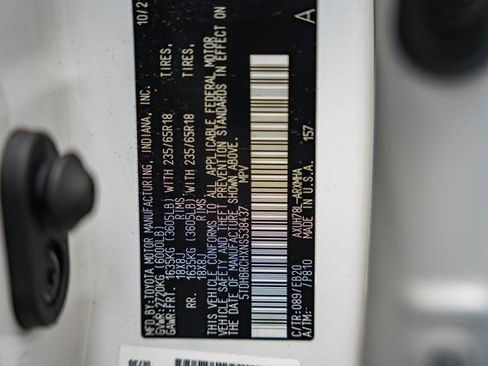 10/2
MFD.BY:TOYOTA MOTOR MANUFACTURING, INDIANA, INC.
GVWR:2720KG (6000LB)
GAWR:FRT. 1635KG (3605LB) WITH 235/65R18 TIRES,
18X8J RIMS
RR. 1635KG (3605LB) WITH 235/65R18 TIRES,
18X8J RIMS
THIS VEHICLE CONFORMS TO ALL APPLICABLE FEDERAL MOTOR
VEHICLE SAFETY AND THEFT PREVENTION STANDARDS IN EFFECT ON
THE DATE OF MANUFACTURE SHOWN ABOVE.
5TDHBRCHXNS538437 MPV
A
157
AXUH78L-ARXMHA
C/TR:089/EB20 MADE IN U.S.A.
A/TM: /P810